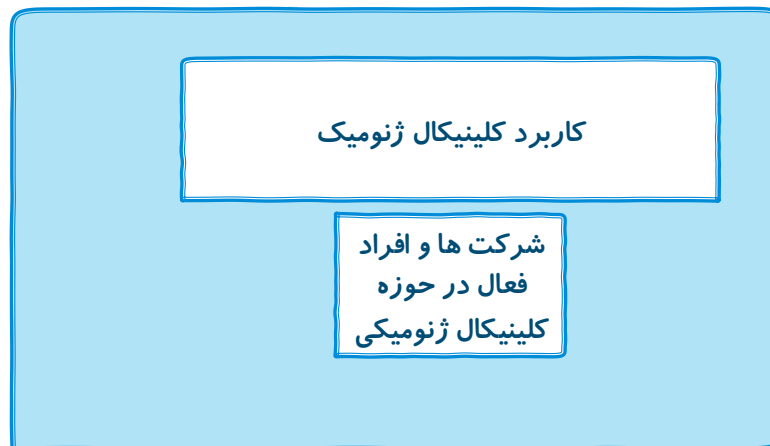 کاربرد کلینیکال ژنومیک
شرکت ها و افراد
فعال در حوزه
کلینیکال ژنومیکی